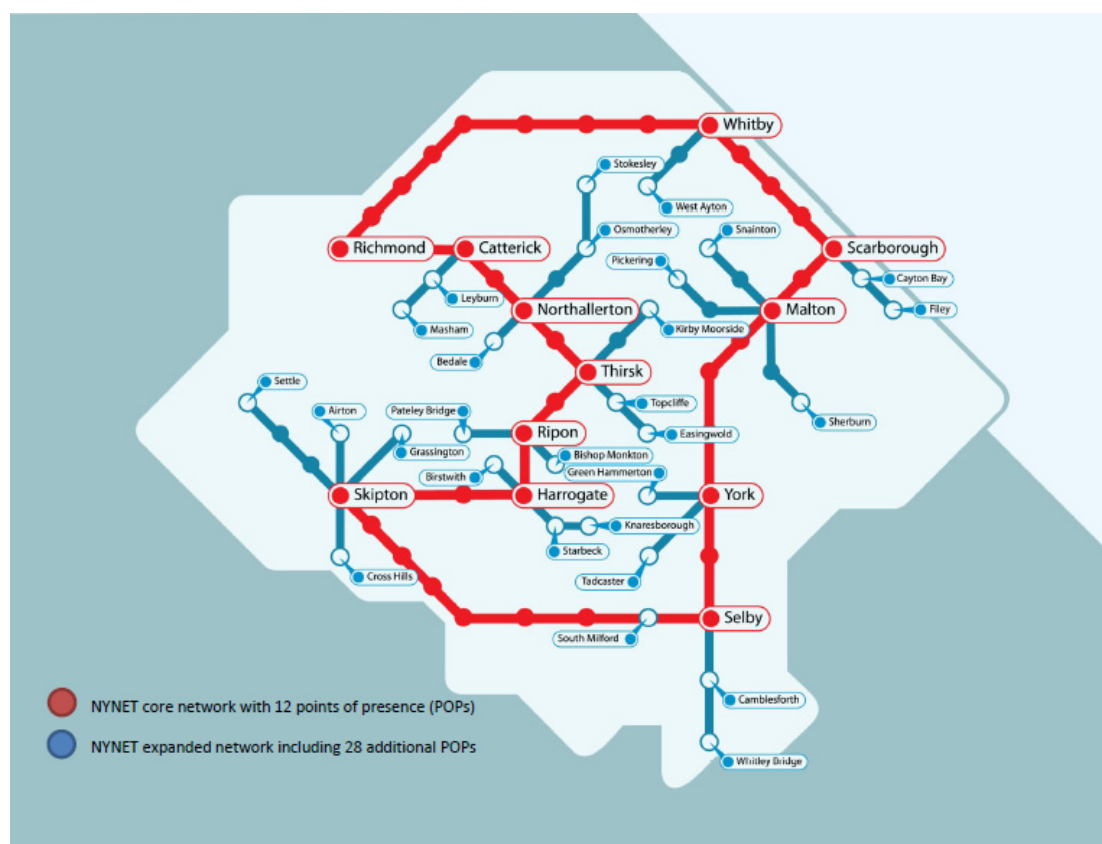 Whitby
Stokesley
West Ayton
Osmotherley
Snainton
Richmond
Catterick
Scarborough
Pickering
Cayton Bay
Leyburn
Northallerton
Malton
Filey
Masham
Kirby Moorside
Bedale
Thirsk
Settle
Topcliffe
Airton
Pateley Bridge
Sherburn
Ripon
Easingwold
Grassington
Bishop Monkton
Birstwith
Green Hammerton
Skipton
Harrogate
York
Knaresborough
Starbeck
Cross Hills
Tadcaster
Selby
South Milford
Camblesforth
NYNET core network with 12 points of presence (POPs)
NYNET expanded network including 28 additional POPs
Whitley Bridge